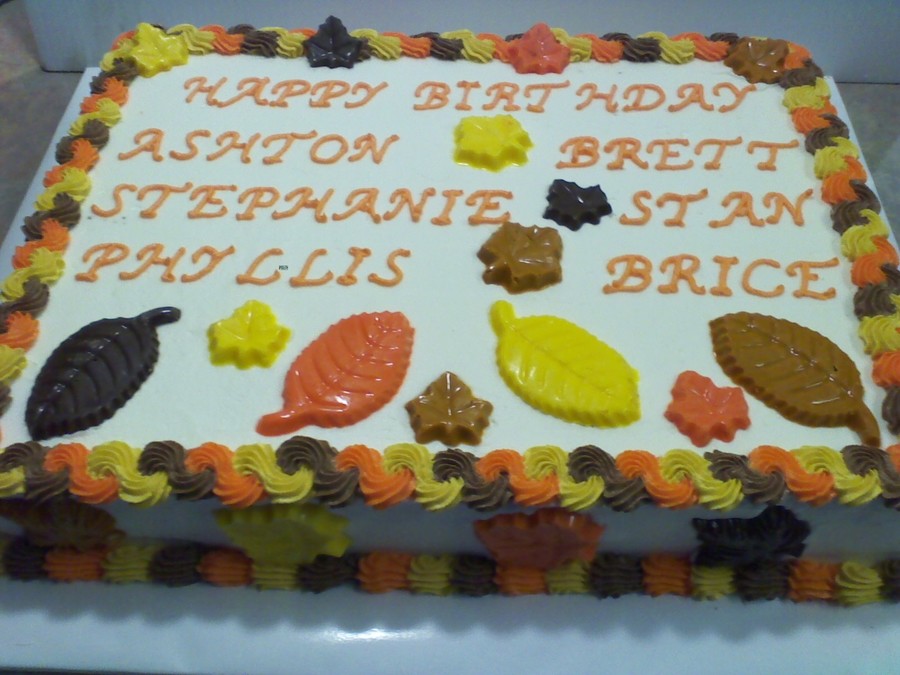 HAPPY BIRTHDAY
ASHTON BRETT
STEPHANIE STAN
PHYLLIS BRICE